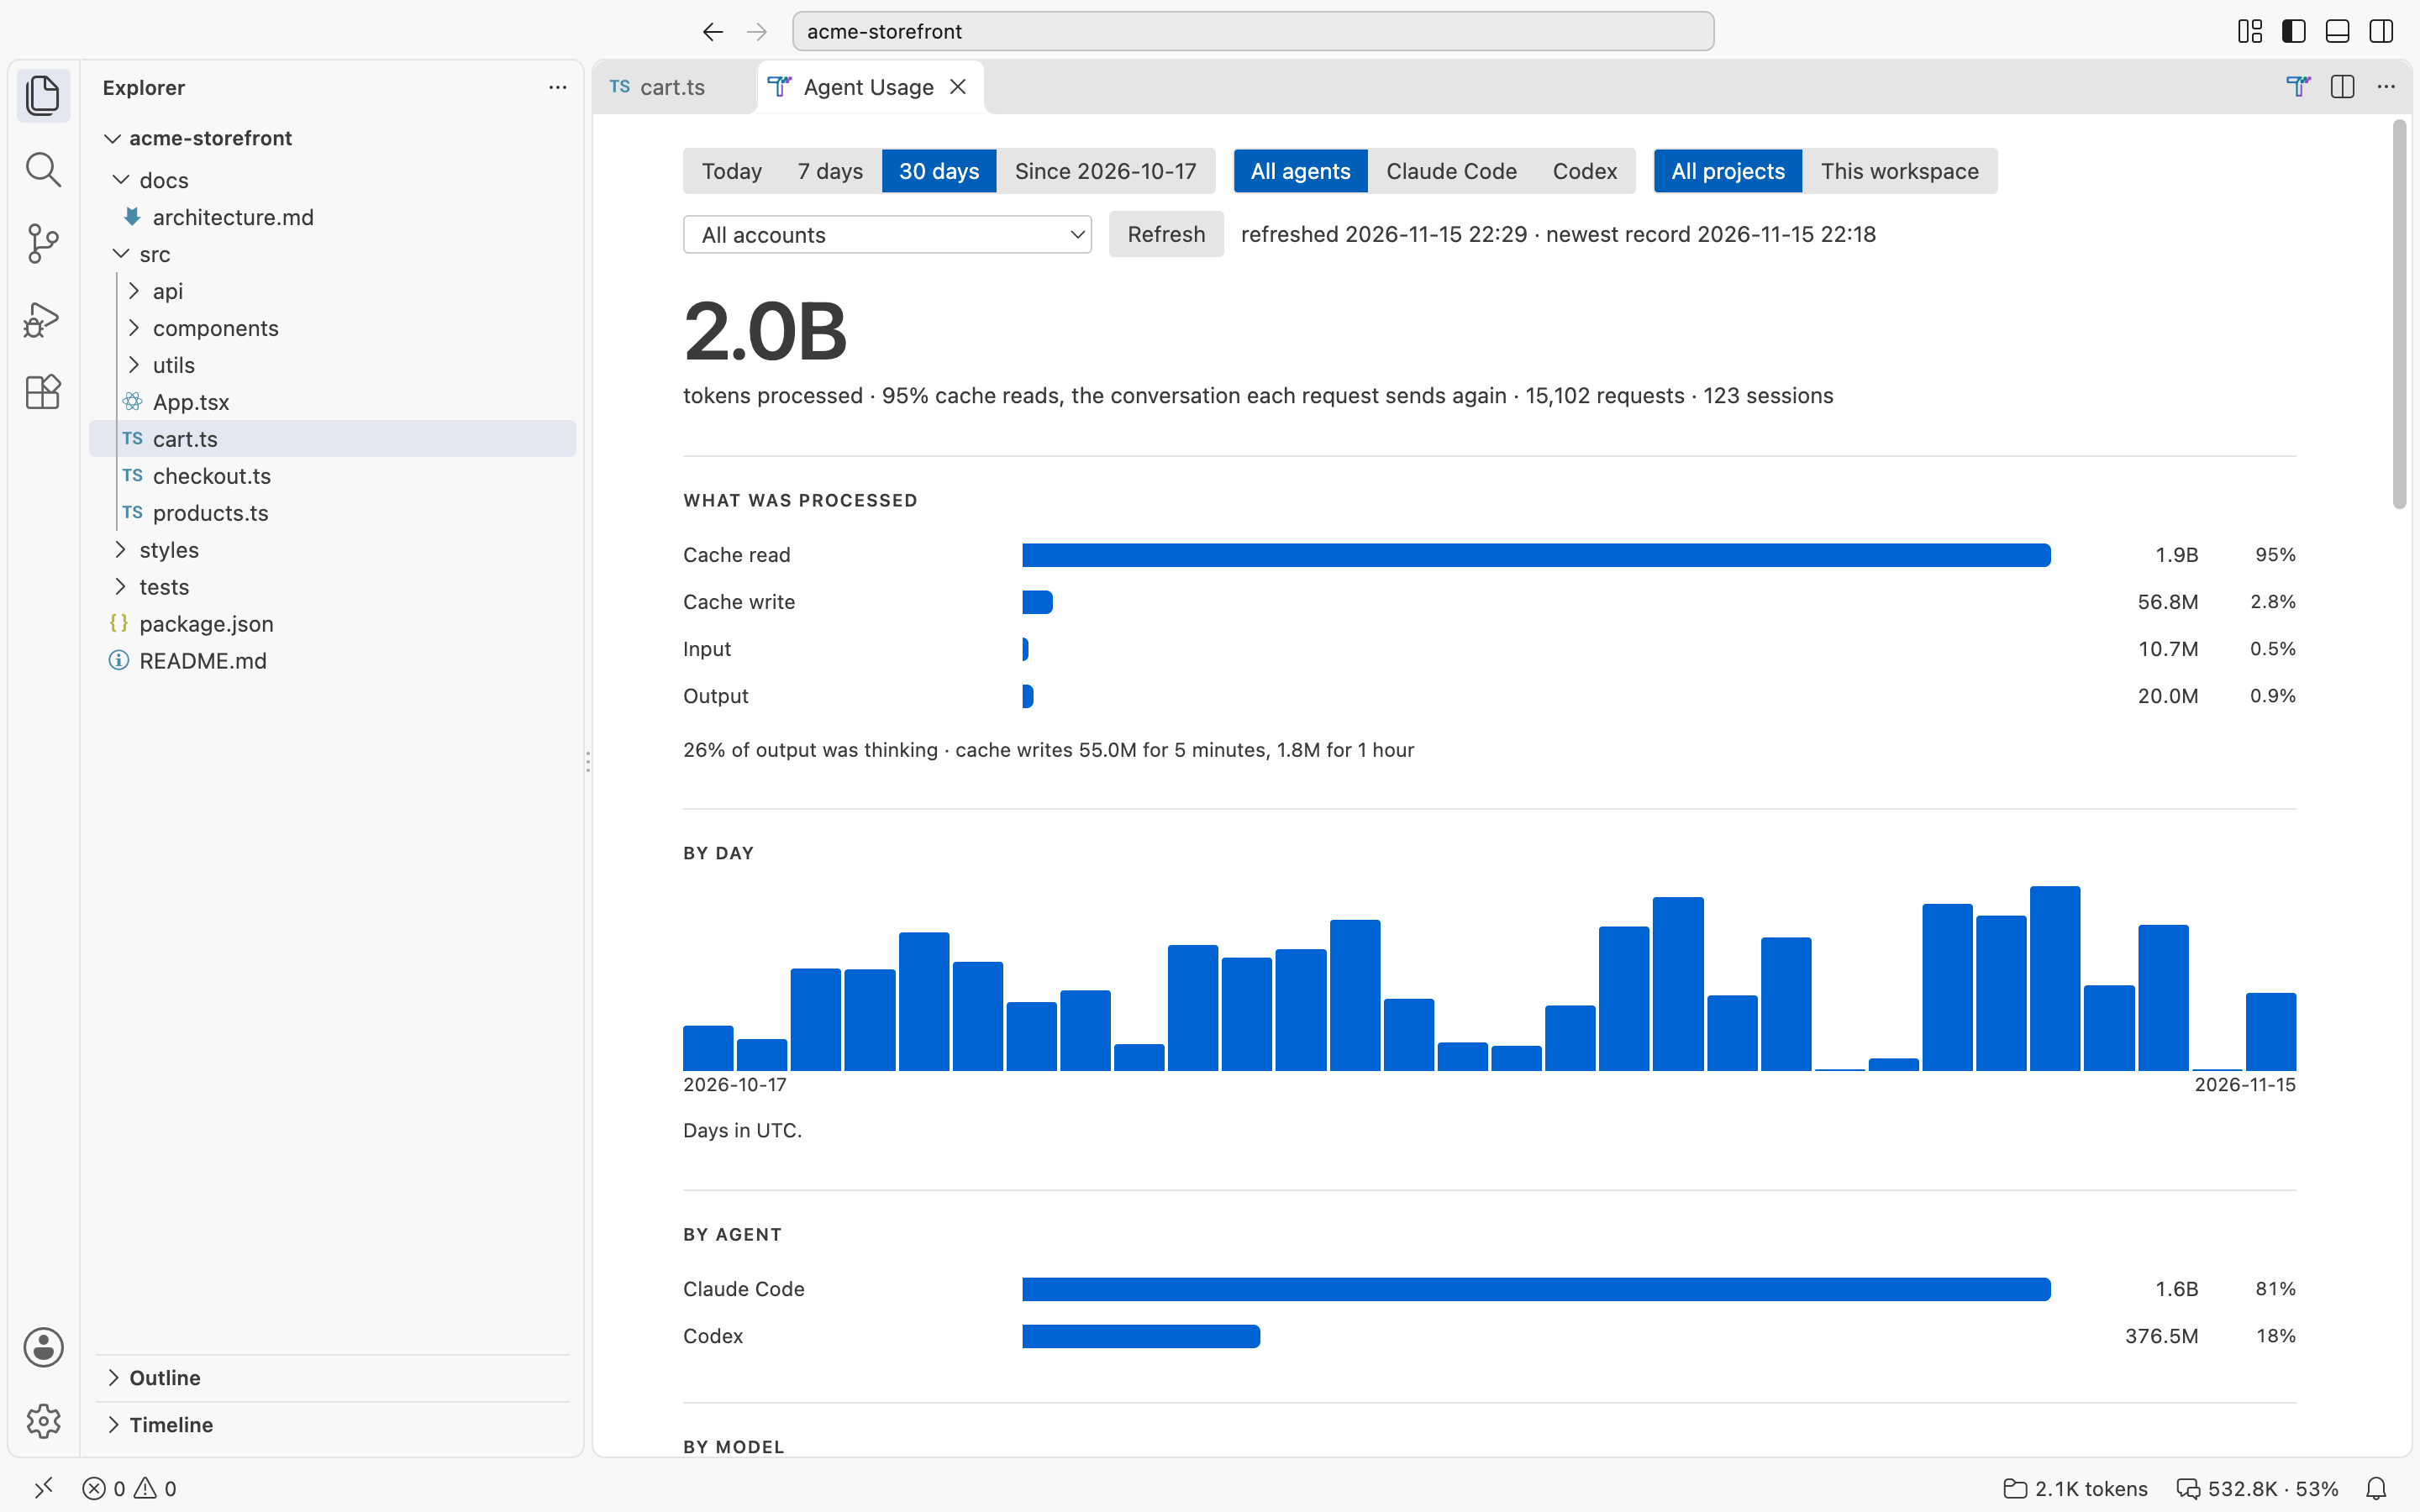 acme-storefront
Explorer
acme-storefront
docs
architecture.md
src
api
components
utils
App.tsx
TS cart.ts
TS checkout.ts
TS products.ts
styles
tests
{} package.json
README.md
Outline
Timeline
TS cart.ts
Agent Usage
Today 7 days 30 days Since 2026-10-17 All agents Claude Code Codex All projects This workspace
All accounts Refresh refreshed 2026-11-15 22:29 · newest record 2026-11-15 22:18
2.0B
tokens processed · 95% cache reads, the conversation each request sends again · 15,102 requests · 123 sessions
WHAT WAS PROCESSED
Cache read 1.9B 95%
Cache write 56.8M 2.8%
Input 10.7M 0.5%
Output 20.0M 0.9%
26% of output was thinking · cache writes 55.0M for 5 minutes, 1.8M for 1 hour
BY DAY
2026-10-17 2026-11-15
Days in UTC.
BY AGENT
Claude Code 1.6B 81%
Codex 376.5M 18%
BY MODEL
0 0 2.1K tokens 532.8K · 53%